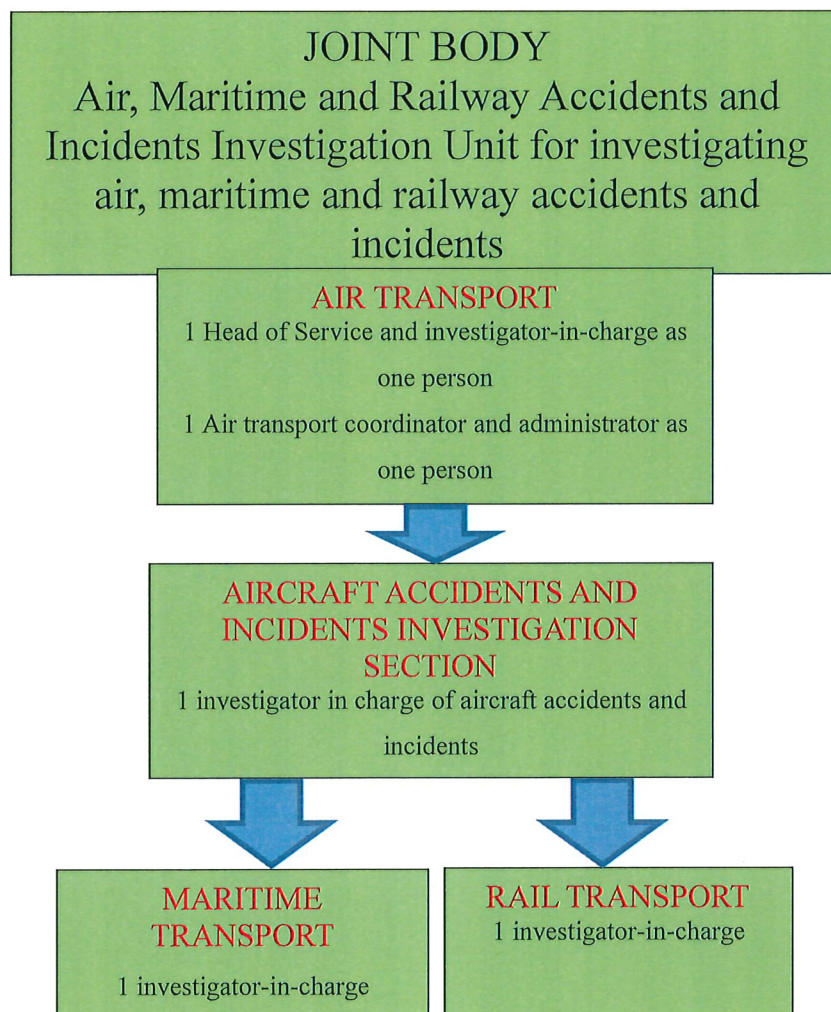 JOINT BODY
Air, Maritime and Railway Accidents and
Incidents Investigation Unit for investigating
air, maritime and railway accidents and
incidents
AIR TRANSPORT
1 Head of Service and investigator-in-charge as
one person
1 Air transport coordinator and administrator as
one person
AIRCRAFT ACCIDENTS AND
INCIDENTS INVESTIGATION
SECTION
1 investigator in charge of aircraft accidents and
incidents
MARITIME
TRANSPORT
1 investigator-in-charge
RAIL TRANSPORT
1 investigator-in-charge